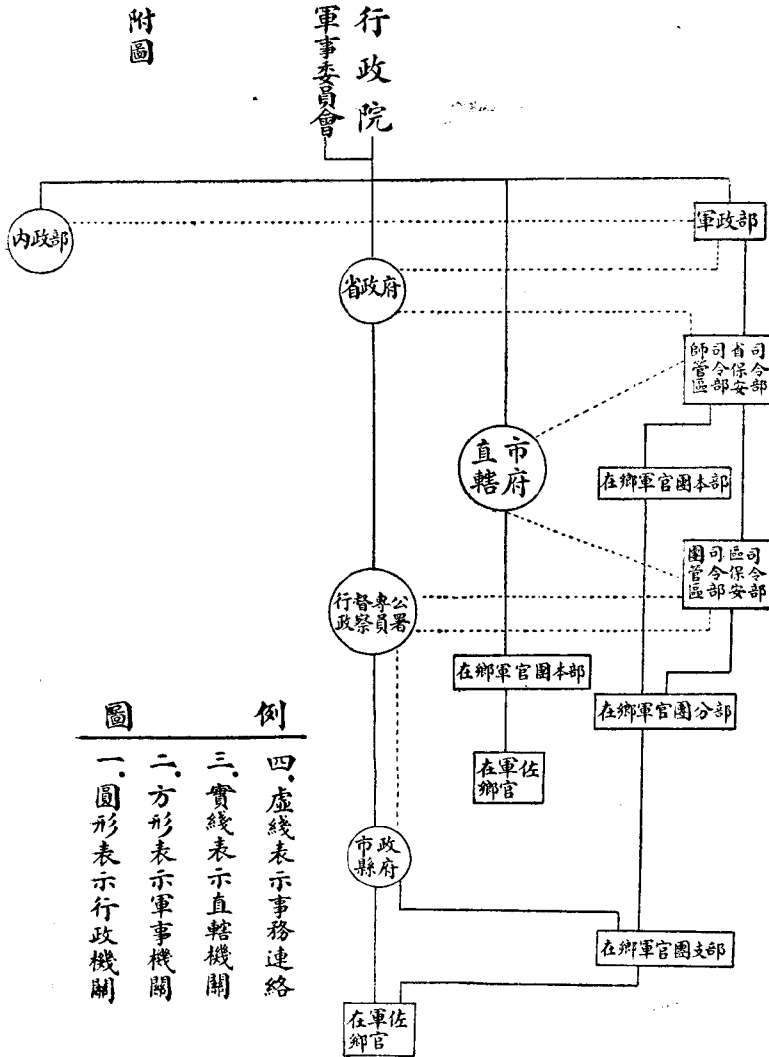 附圖
行政院
軍事委員會
內政部
軍政部
省政府
師管區司令部
省保安司令部
直轄市府
在鄉軍官團本部
團管區司令部
區保安司令部
行政督察專員公署
在鄉軍官團本部
在鄉軍官團分部
在鄉軍官佐
市縣政府
在鄉軍官團支部
在鄉軍官佐
圖例
一.圓形表示行政機關
二.方形表示軍事機關
三.實綫表示直轄機關
四.虛綫表示事務連絡